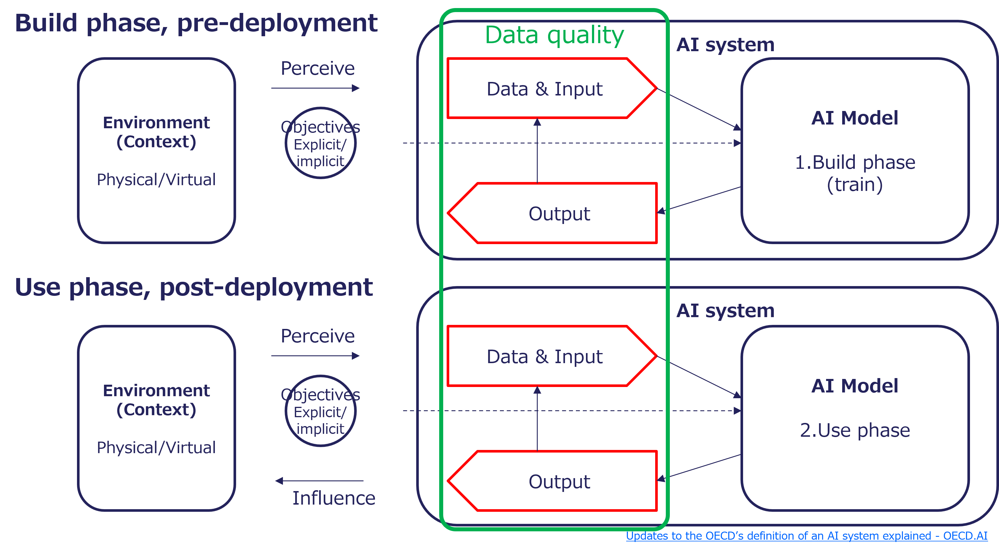 Build phase, pre-deployment
Data quality
AI system
Perceive
Data & Input
Environment
(Context)
Physical/Virtual
Objectives
Explicit/
implicit
AI Model
1.Build phase
(train)
Output
Use phase, post-deployment
AI system
Perceive
Data & Input
Environment
(Context)
Physical/Virtual
Objectives
Explicit/
implicit
AI Model
2.Use phase
Output
Influence
Updates to the OECD’s definition of an AI system explained - OECD.AI